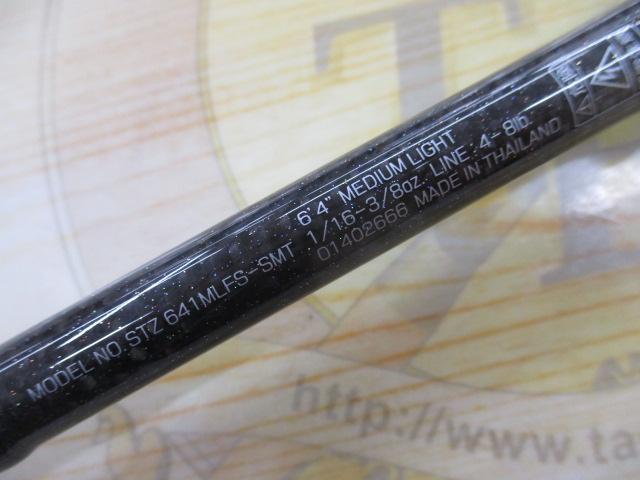 6'4" MEDIUM LIGHT
MODEL NO. STZ 641MLFS-SMT 1/16-3/8oz. LINE: 4-8lb.
01402666 MADE IN THAILAND
http://www.ta